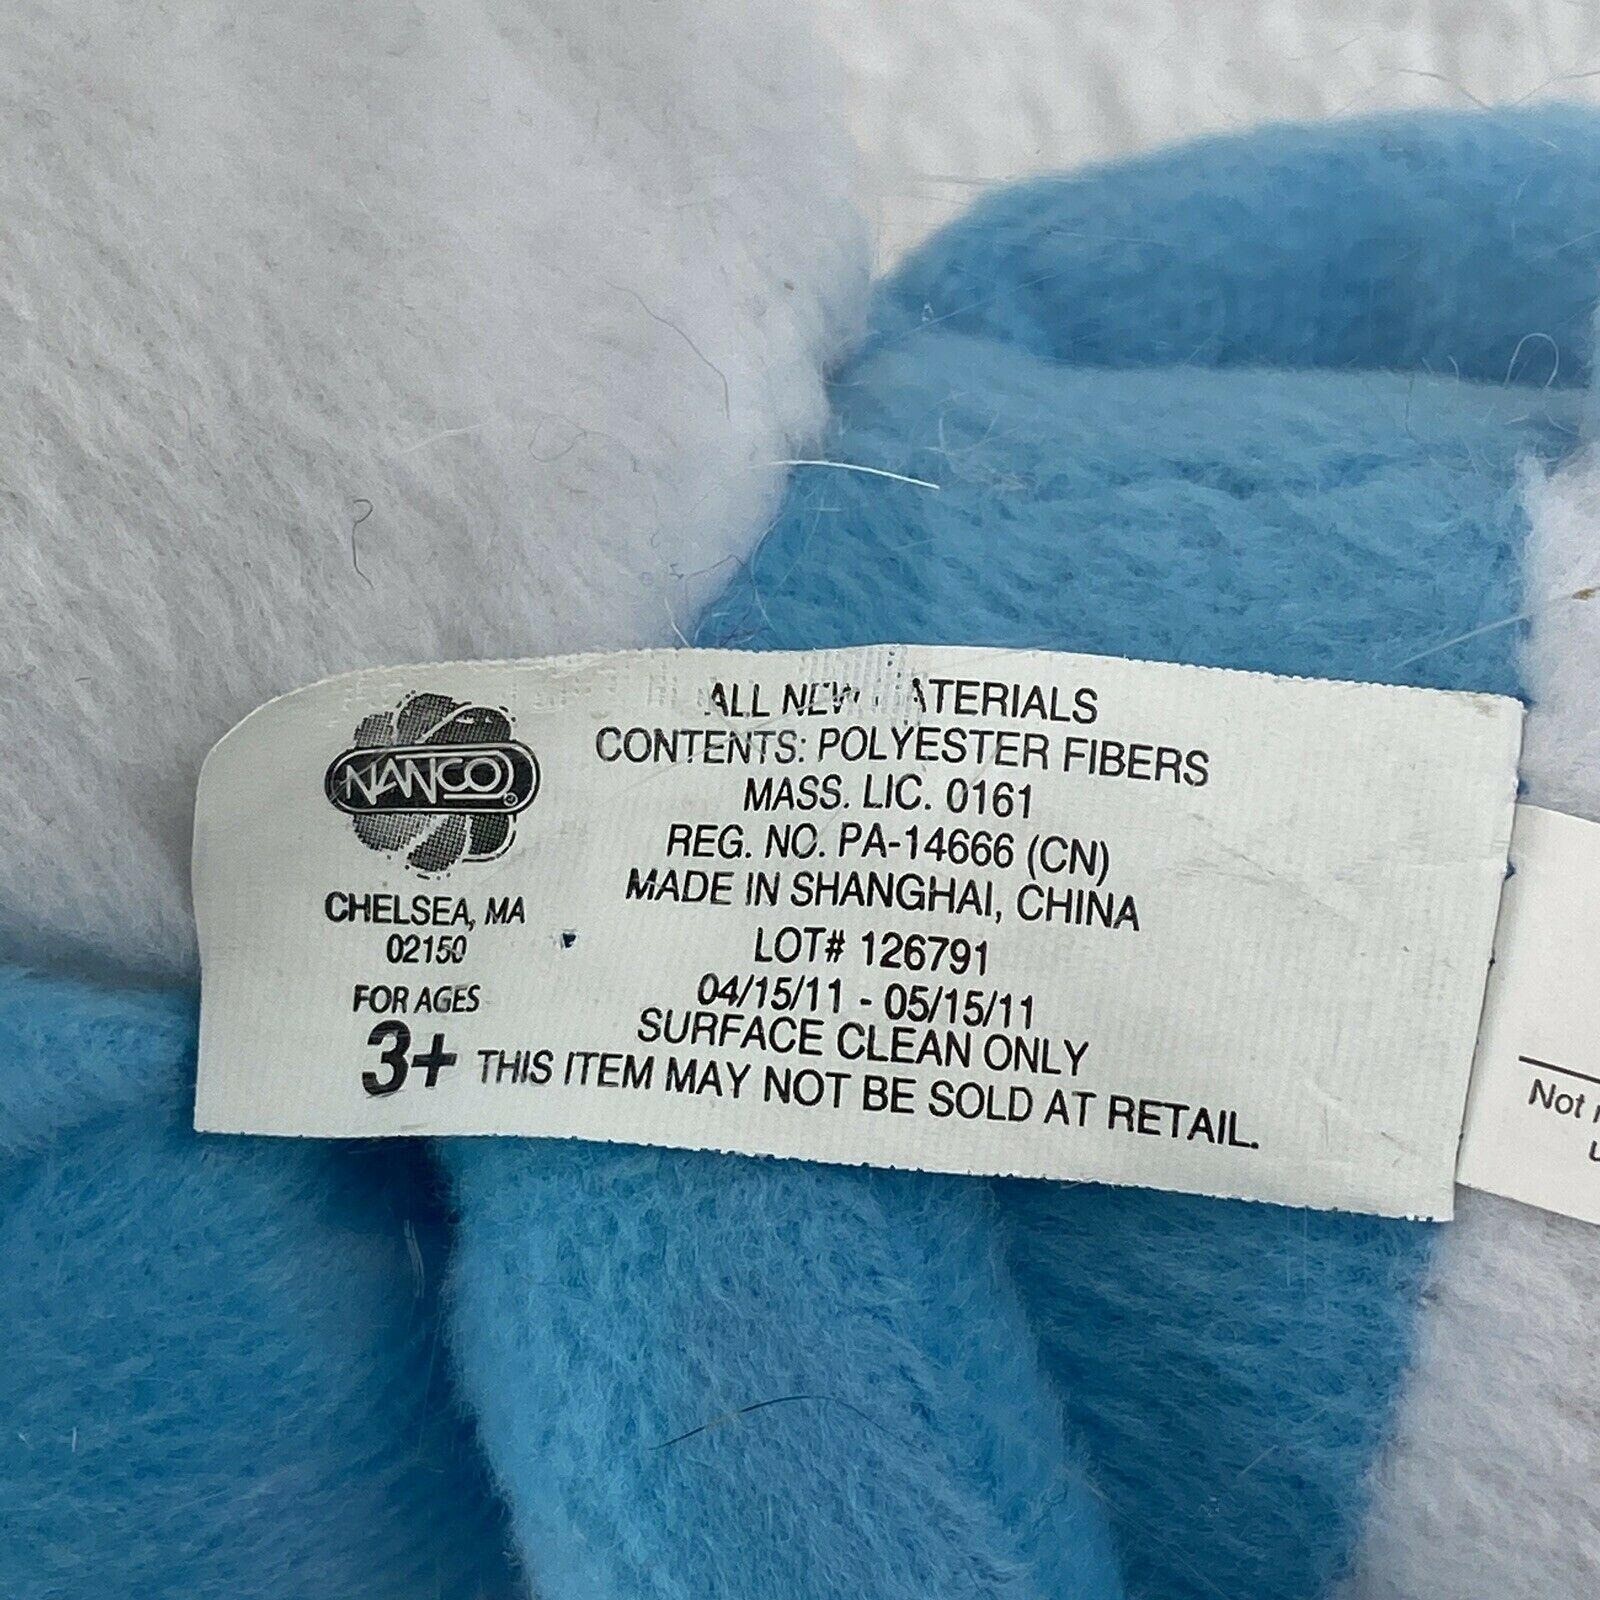 ALL NEW MATERIALS
CONTENTS: POLYESTER FIBERS
MASS. LIC. 0161
REG. NO. PA-14666 (CN)
MADE IN SHANGHAI, CHINA
LOT# 126791
04/15/11 - 05/15/11
SURFACE CLEAN ONLY
THIS ITEM MAY NOT BE SOLD AT RETAIL.
NANCO®
CHELSEA, MA
02150
FOR AGES
3+
Not